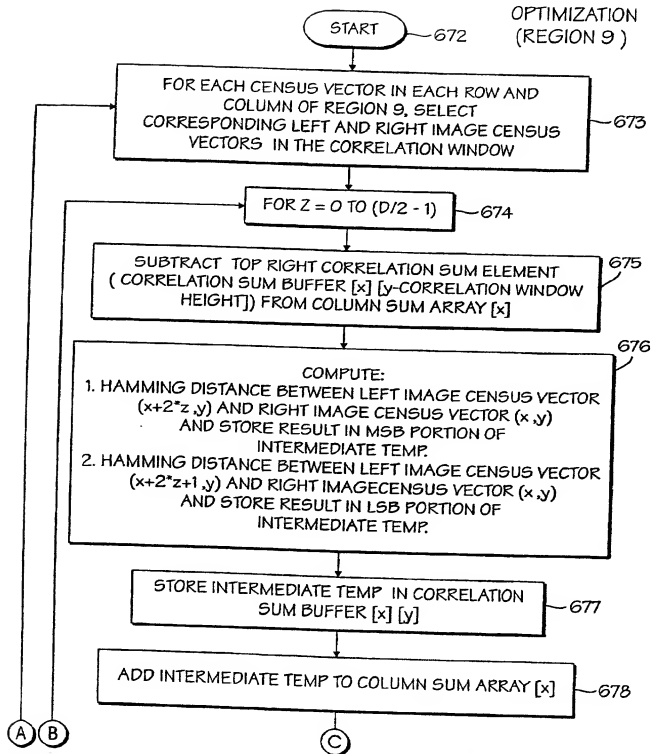 OPTIMIZATION
(REGION 9 )
START
672
FOR EACH CENSUS VECTOR IN EACH ROW AND
COLUMN OF REGION 9, SELECT
CORRESPONDING LEFT AND RIGHT IMAGE CENSUS
VECTORS IN THE CORRELATION WINDOW
673
FOR Z = 0 TO (D/2 - 1)
674
SUBTRACT TOP RIGHT CORRELATION SUM ELEMENT
( CORRELATION SUM BUFFER [x] [y-CORRELATION WINDOW
HEIGHT]) FROM COLUMN SUM ARRAY [x]
675
COMPUTE:
1. HAMMING DISTANCE BETWEEN LEFT IMAGE CENSUS VECTOR
(x+2*z,y) AND RIGHT IMAGE CENSUS VECTOR (x,y)
AND STORE RESULT IN MSB PORTION OF
INTERMEDIATE TEMP.
2. HAMMING DISTANCE BETWEEN LEFT IMAGE CENSUS VECTOR
(x+2*z+1,y) AND RIGHT IMAGECENSUS VECTOR (x,y)
AND STORE RESULT IN LSB PORTION OF
INTERMEDIATE TEMP.
676
STORE INTERMEDIATE TEMP IN CORRELATION
SUM BUFFER [x] [y]
677
ADD INTERMEDIATE TEMP TO COLUMN SUM ARRAY [x]
678
A B
C